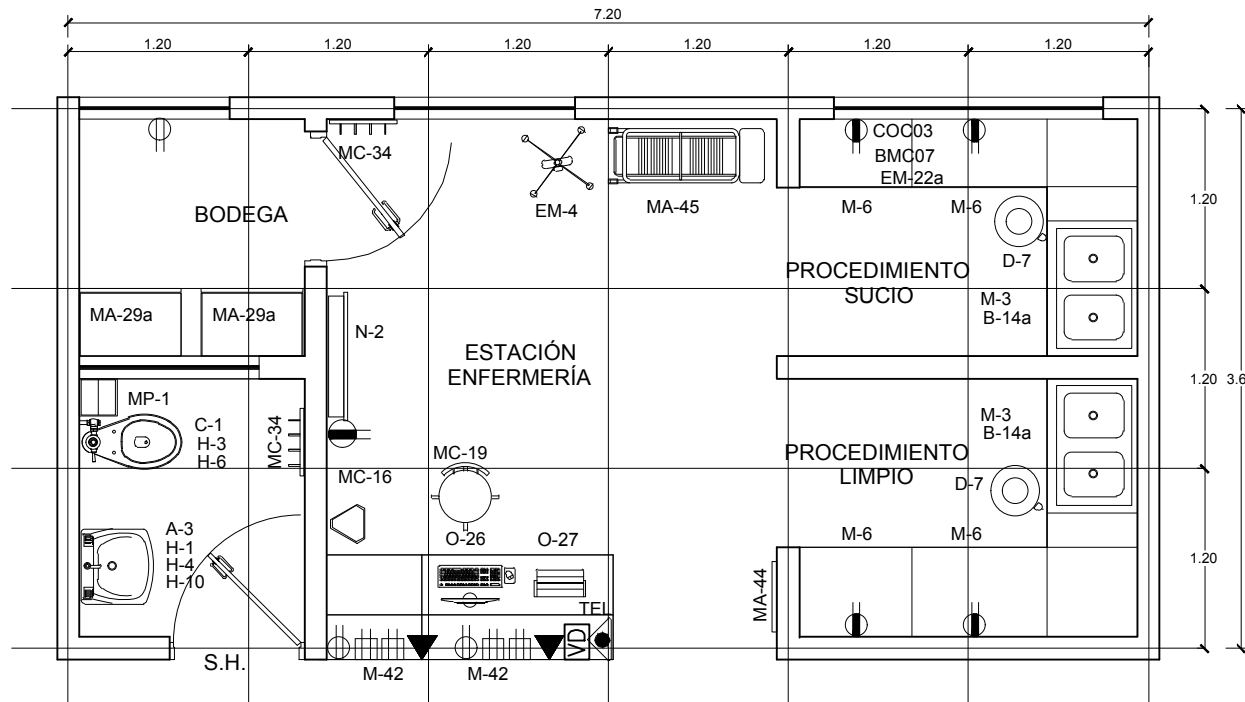 7.20
1.20 1.20 1.20 1.20 1.20 1.20
COC03
MC-34
BMC07
EM-22a
BODEGA
EM-4
MA-45
M-6 M-6
1.20
D-7
PROCEDIMIENTO
SUCIO
MA-29a MA-29a
M-3
B-14a
N-2
ESTACIÓN
ENFERMERÍA
1.20
3.6
MP-1
C-1
H-3
H-6
MC-34
M-3
B-14a
MC-19
PROCEDIMIENTO
LIMPIO
MC-16
D-7
A-3
H-1
H-4
H-10
O-26 O-27
M-6 M-6
1.20
MA-44
TEL
VD
S.H.
M-42 M-42